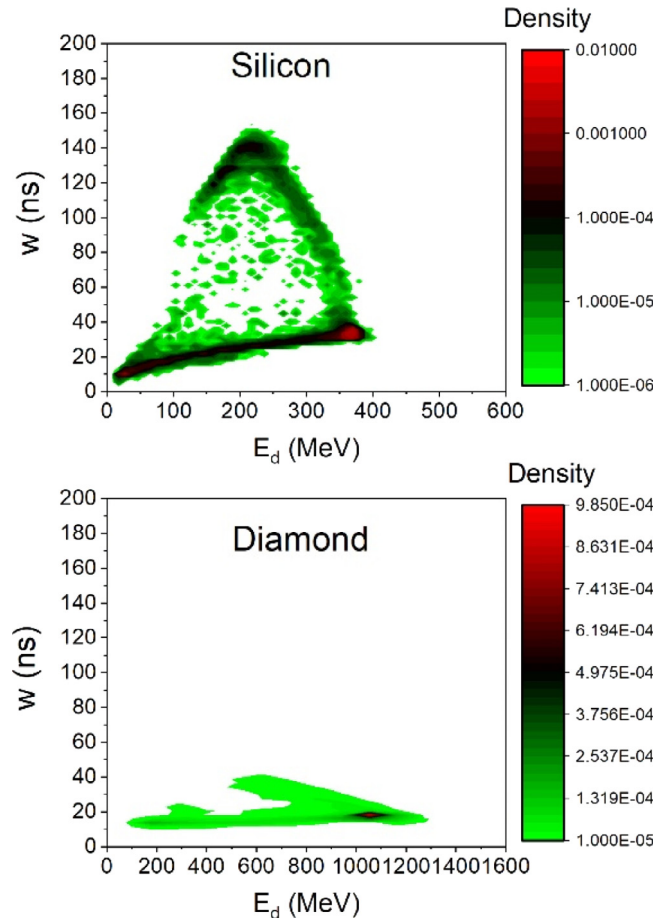 Density
200
180
160
140
120
100
80
60
40
20
0
w (ns)
Silicon
0 100 200 300 400 500 600
E_d (MeV)
0.01000
0.001000
1.000E-04
1.000E-05
1.000E-06
Density
200
180
160
140
120
100
80
60
40
20
0
w (ns)
Diamond
0 200 400 600 800 1000 1200 1400 1600
E_d (MeV)
9.850E-04
8.631E-04
7.413E-04
6.194E-04
4.975E-04
3.756E-04
2.537E-04
1.319E-04
1.000E-05